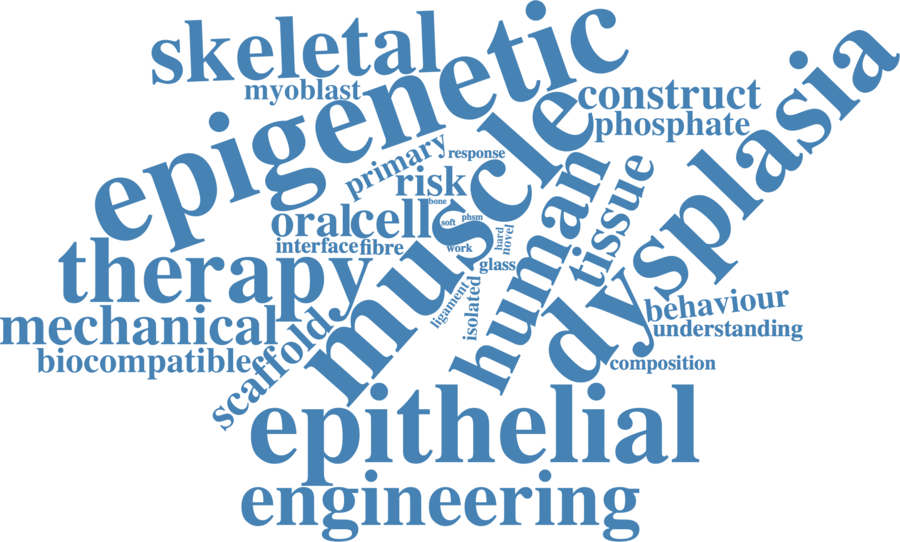 skeletal
epigenetic
myoblast
construct
phosphate
dysplasia
muscle
primary
response
risk
bone
human
tissue
oral
cell
soft
phsm
hard
novel
interface
fibre
work
therapy
glass
ligament
isolated
mechanical
behaviour
understanding
biocompatible
scaffold
composition
epithelial
engineering